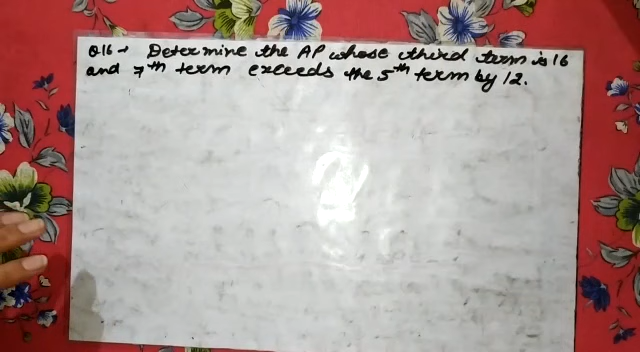 Q16→ Determine the AP whose third term is 16
and 7th term exceeds the 5th term by 12.